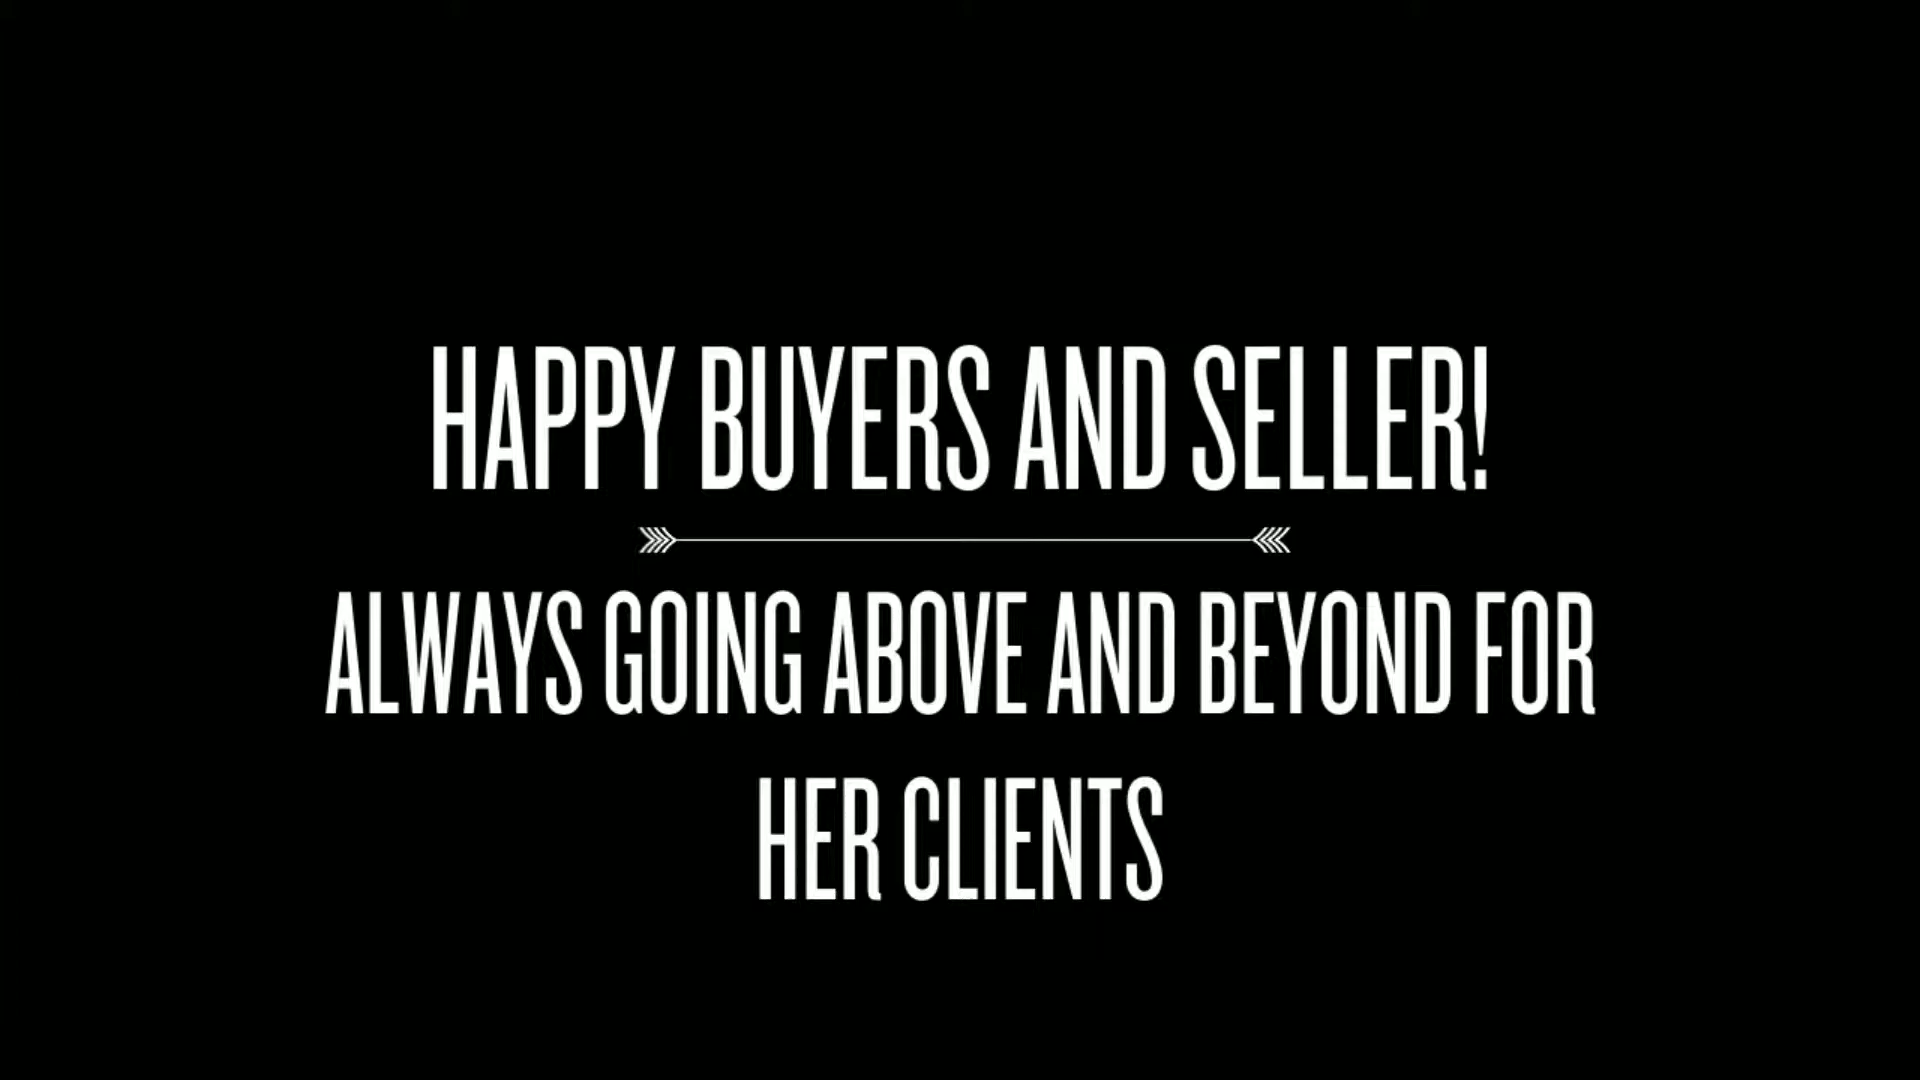 HAPPY BUYERS AND SELLER!
ALWAYS GOING ABOVE AND BEYOND FOR
HER CLIENTS